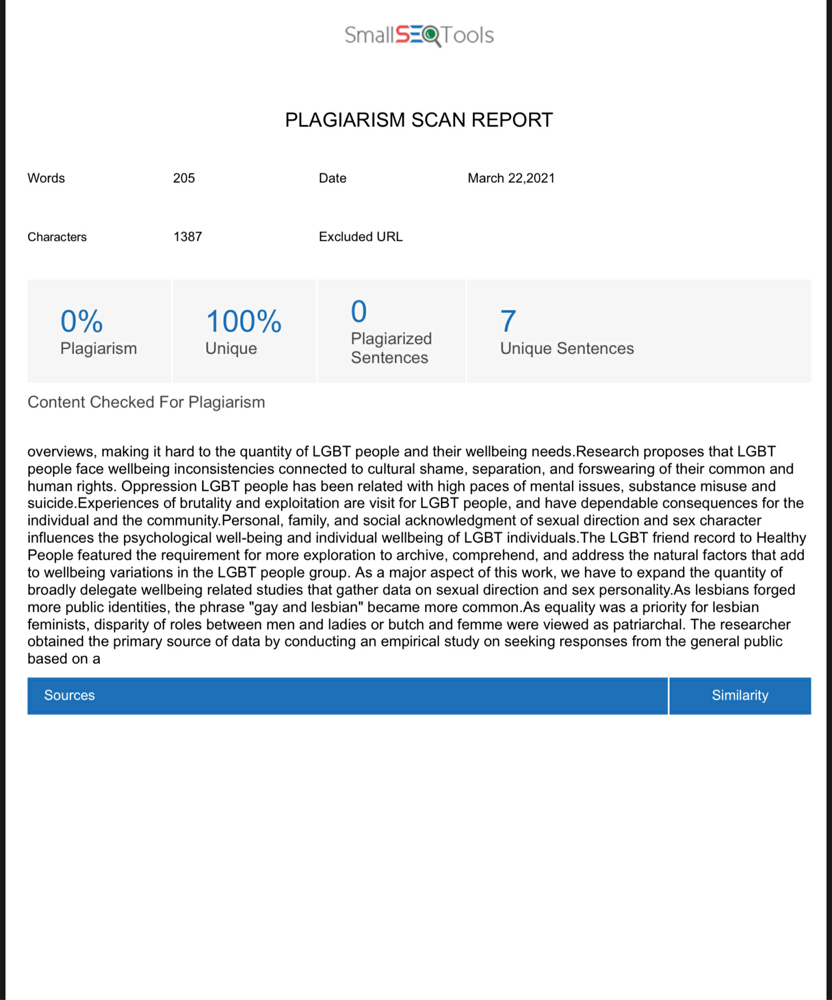 SmallSEOTools
PLAGIARISM SCAN REPORT
Words 205 Date March 22,2021
Characters 1387 Excluded URL
0% 100% 0 7
Plagiarism Unique Plagiarized Sentences Unique Sentences
Content Checked For Plagiarism
overviews, making it hard to the quantity of LGBT people and their wellbeing needs.Research proposes that LGBT
people face wellbeing inconsistencies connected to cultural shame, separation, and forswearing of their common and
human rights. Oppression LGBT people has been related with high paces of mental issues, substance misuse and
suicide.Experiences of brutality and exploitation are visit for LGBT people, and have dependable consequences for the
individual and the community.Personal, family, and social acknowledgment of sexual direction and sex character
influences the psychological well-being and individual wellbeing of LGBT individuals.The LGBT friend record to Healthy
People featured the requirement for more exploration to archive, comprehend, and address the natural factors that add
to wellbeing variations in the LGBT people group. As a major aspect of this work, we have to expand the quantity of
broadly delegate wellbeing related studies that gather data on sexual direction and sex personality.As lesbians forged
more public identities, the phrase "gay and lesbian" became more common.As equality was a priority for lesbian
feminists, disparity of roles between men and ladies or butch and femme were viewed as patriarchal. The researcher
obtained the primary source of data by conducting an empirical study on seeking responses from the general public
based on a
Sources Similarity